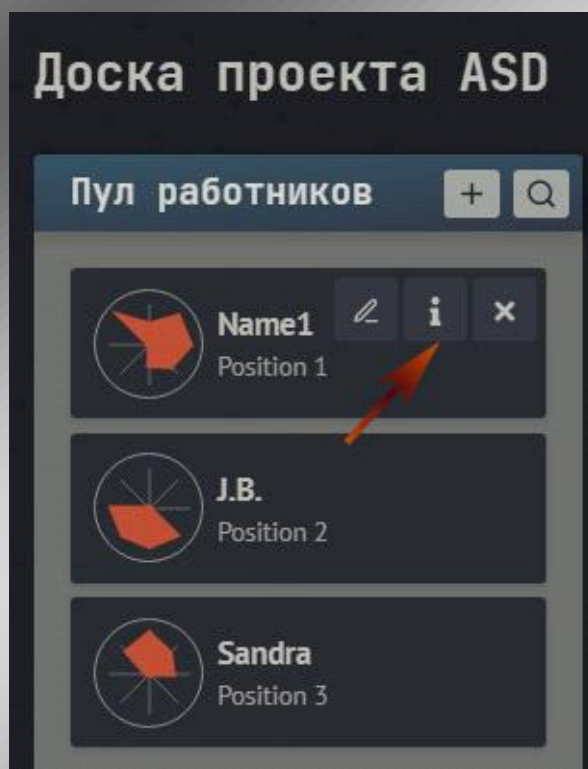 Доска проекта ASD
Пул работников
Name1
Position 1
J.B.
Position 2
Sandra
Position 3